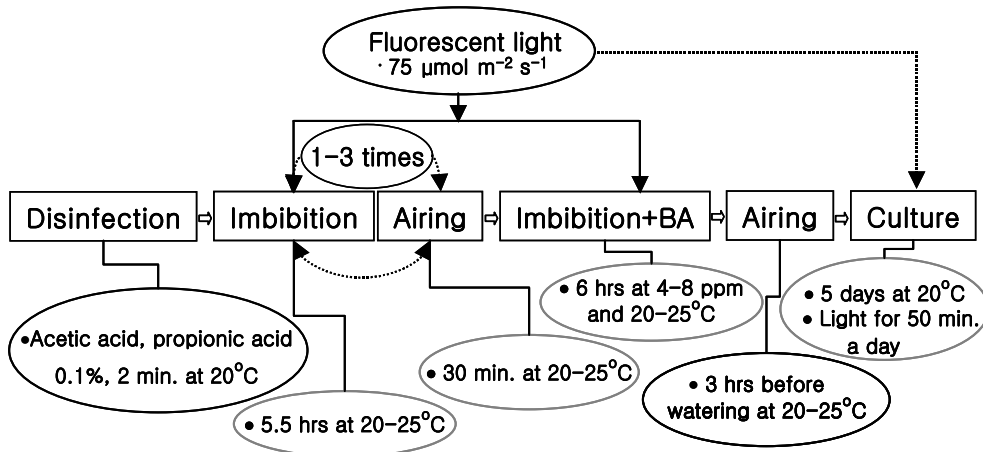 Fluorescent light
· 75 μmol m⁻² s⁻¹
1–3 times
Disinfection
Imbibition
Airing
Imbibition+BA
Airing
Culture
•Acetic acid, propionic acid
0.1%, 2 min. at 20°C
• 5.5 hrs at 20–25°C
• 30 min. at 20–25°C
• 6 hrs at 4–8 ppm
and 20–25°C
• 3 hrs before
watering at 20–25°C
• 5 days at 20°C
• Light for 50 min.
a day